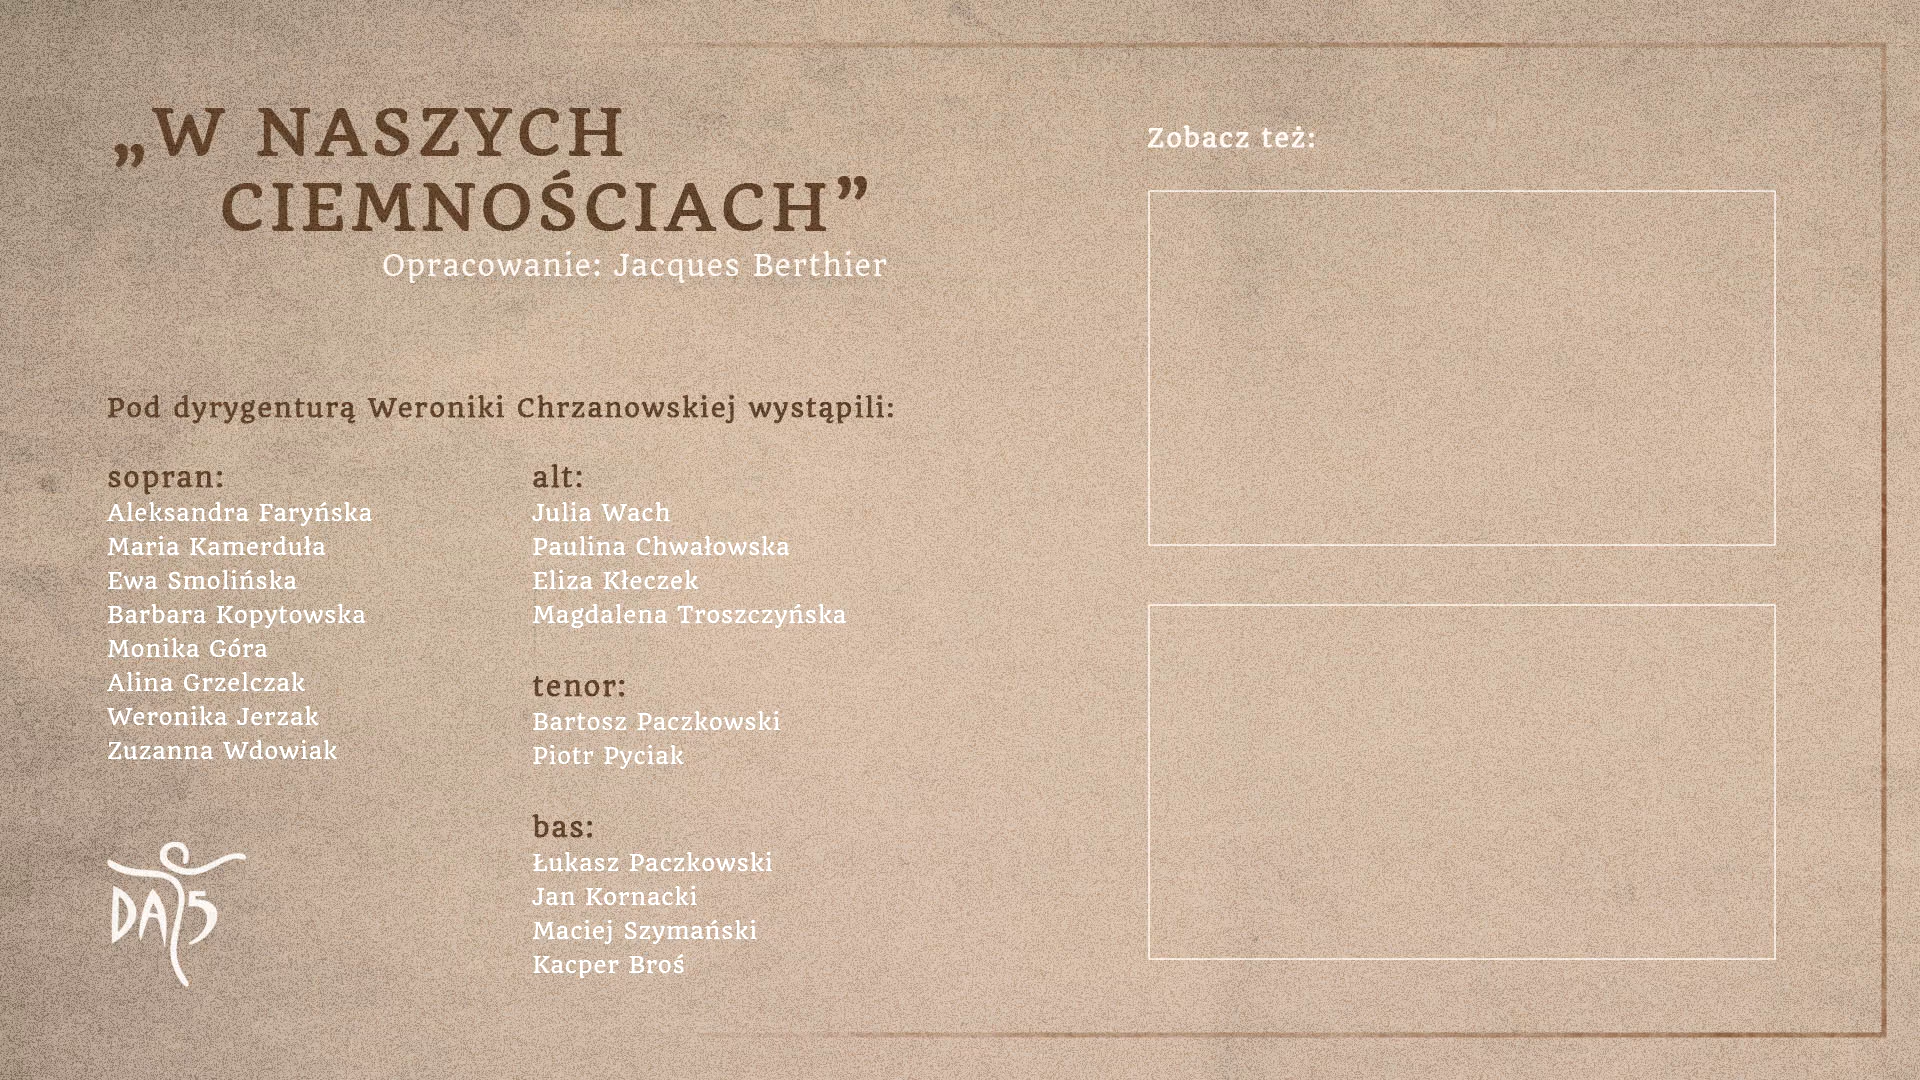 „W NASZYCH
CIEMNOŚCIACH”
Opracowanie: Jacques Berthier
Pod dyrygenturą Weroniki Chrzanowskiej wystąpili:
sopran:
Aleksandra Faryńska
Maria Kamerduła
Ewa Smolińska
Barbara Kopytowska
Monika Góra
Alina Grzelczak
Weronika Jerzak
Zuzanna Wdowiak
alt:
Julia Wach
Paulina Chwałowska
Eliza Kłeczek
Magdalena Troszczyńska
tenor:
Bartosz Paczkowski
Piotr Pyciak
bas:
Łukasz Paczkowski
Jan Kornacki
Maciej Szymański
Kacper Broś
DA5
Zobacz też: